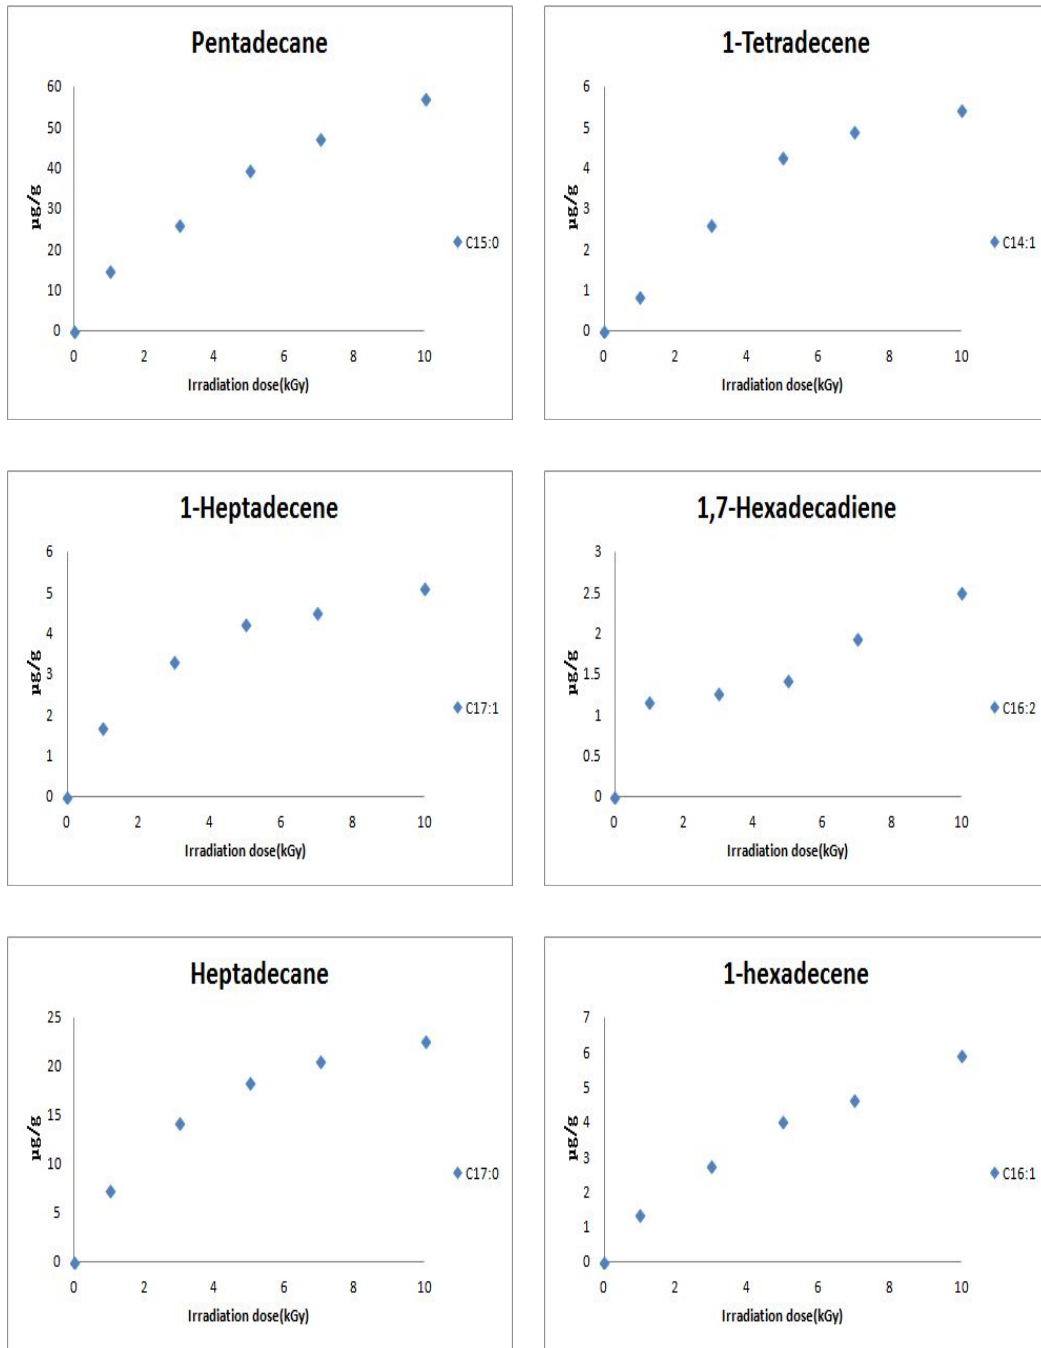 Pentadecane
60
50
40
30
20
10
0
µg/g
0 2 4 6 8 10
Irradiation dose(kGy)
C15:0
1-Tetradecene
6
5
4
3
2
1
0
µg/g
0 2 4 6 8 10
Irradiation dose(kGy)
C14:1
1-Heptadecene
6
5
4
3
2
1
0
µg/g
0 2 4 6 8 10
Irradiation dose(kGy)
C17:1
1,7-Hexadecadiene
3
2.5
2
1.5
1
0.5
0
µg/g
0 2 4 6 8 10
Irradiation dose(kGy)
C16:2
Heptadecane
25
20
15
10
5
0
µg/g
0 2 4 6 8 10
Irradiation dose(kGy)
C17:0
1-hexadecene
7
6
5
4
3
2
1
0
µg/g
0 2 4 6 8 10
Irradiation dose(kGy)
C16:1